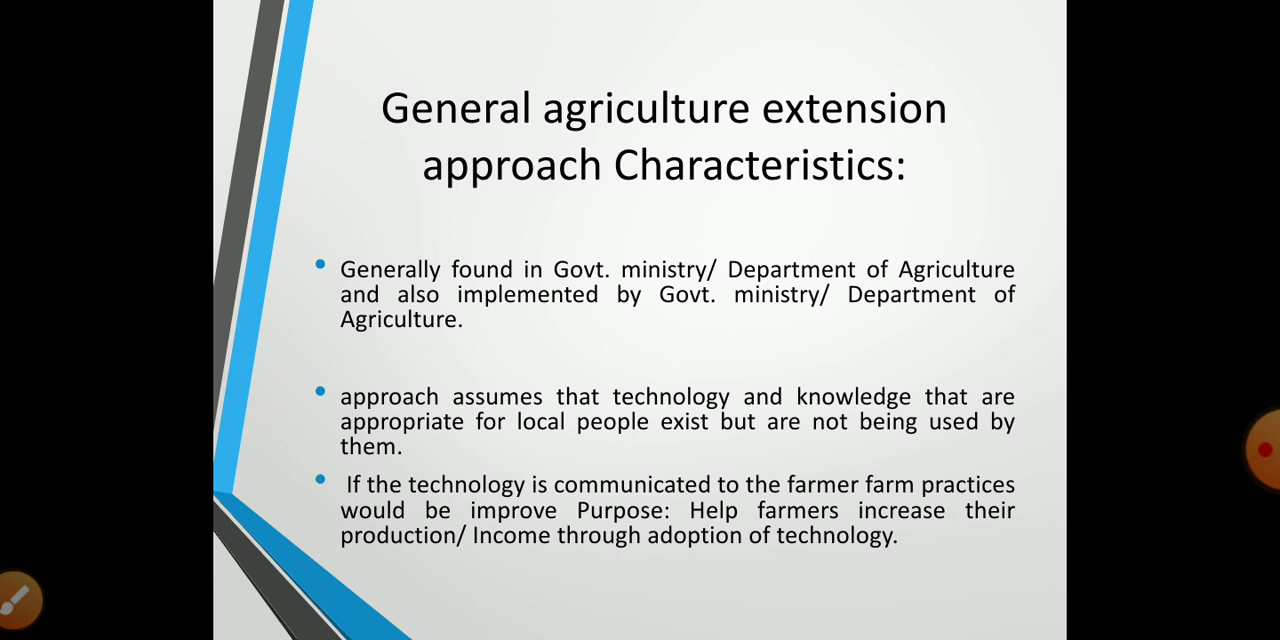 General agriculture extension
approach Characteristics:
• Generally found in Govt. ministry/ Department of Agriculture
and also implemented by Govt. ministry/ Department of
Agriculture.
• approach assumes that technology and knowledge that are
appropriate for local people exist but are not being used by
them.
• If the technology is communicated to the farmer farm practices
would be improve Purpose: Help farmers increase their
production/ Income through adoption of technology.